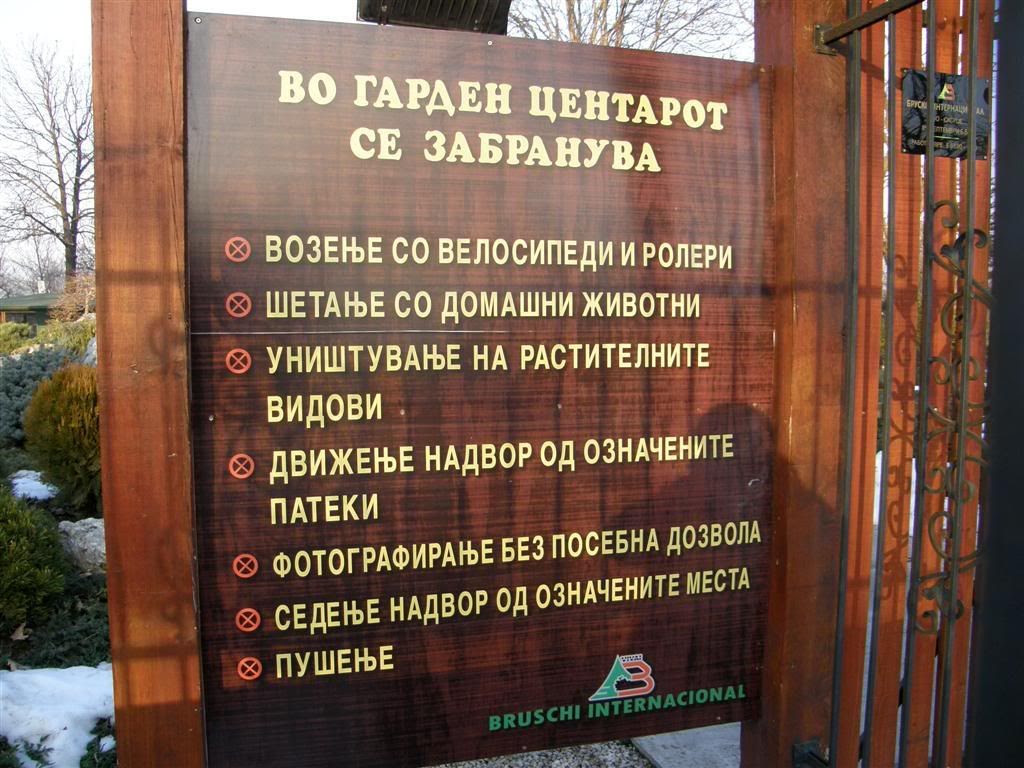 ВО ГАРДЕН ЦЕНТАРОТ
СЕ ЗАБРАНУВА
ВОЗЕЊЕ СО ВЕЛОСИПЕДИ И РОЛЕРИ
ШЕТАЊЕ СО ДОМАШНИ ЖИВОТНИ
УНИШТУВАЊЕ НА РАСТИТЕЛНИТЕ
ВИДОВИ
ДВИЖЕЊЕ НАДВОР ОД ОЗНАЧЕНИТЕ
ПАТЕКИ
ФОТОГРАФИРАЊЕ БЕЗ ПОСЕБНА ДОЗВОЛА
СЕДЕЊЕ НАДВОР ОД ОЗНАЧЕНИТЕ МЕСТА
ПУШЕЊЕ
BRUSCHI INTERNACIONAL